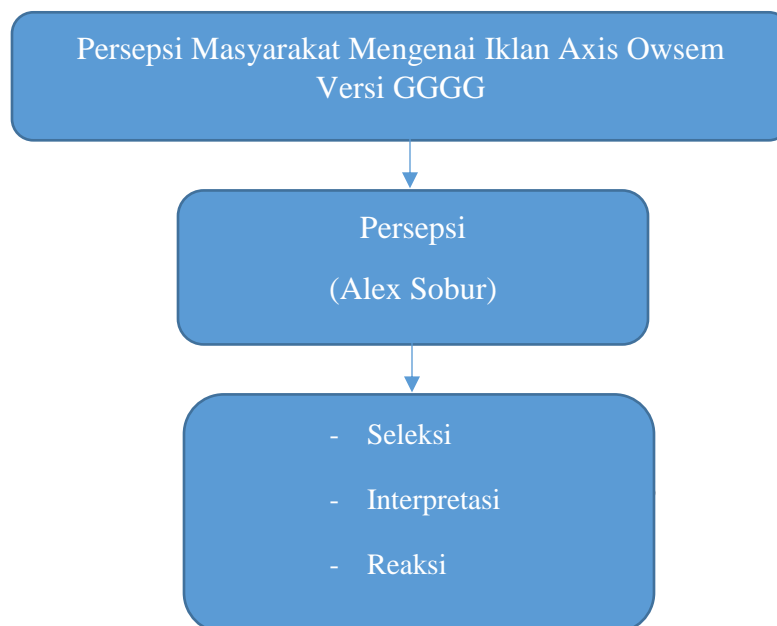 Persepsi Masyarakat Mengenai Iklan Axis Owsem
Versi GGGG
Persepsi
(Alex Sobur)
- Seleksi
- Interpretasi
- Reaksi